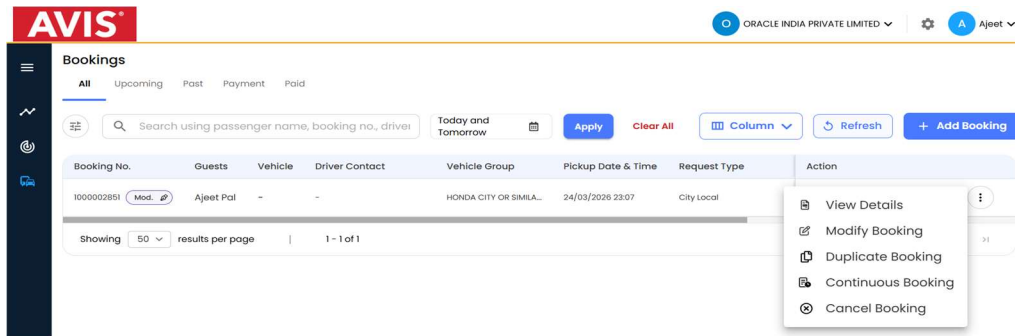 AVIS
O ORACLE INDIA PRIVATE LIMITED
A Ajeet
Bookings
All Upcoming Past Payment Paid
Search using passenger name, booking no., driver
Today and Tomorrow
Apply Clear All Column Refresh + Add Booking
Booking No. Guests Vehicle Driver Contact Vehicle Group Pickup Date & Time Request Type Action
1000002851 Mod. Ajeet Pal - - HONDA CITY OR SIMILA... 24/03/2026 23:07 City Local
Showing 50 results per page | 1 - 1 of 1
View Details
Modify Booking
Duplicate Booking
Continuous Booking
Cancel Booking